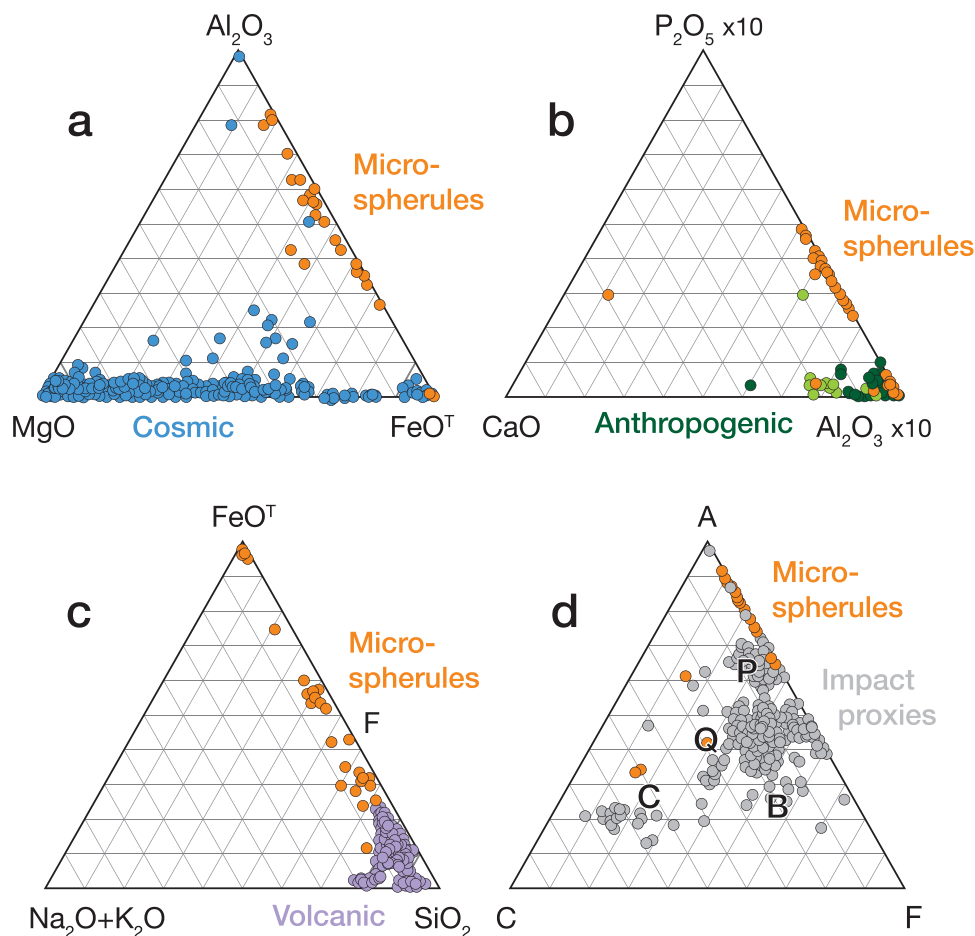 Al₂O₃
a
Micro-
spherules
MgO
Cosmic
FeOᵀ
P₂O₅ x10
b
Micro-
spherules
CaO
Anthropogenic
Al₂O₃ x10
FeOᵀ
c
Micro-
spherules
F
Na₂O+K₂O
Volcanic
SiO₂
A
d
Micro-
spherules
P
Impact
proxies
Q
C
B
C
F